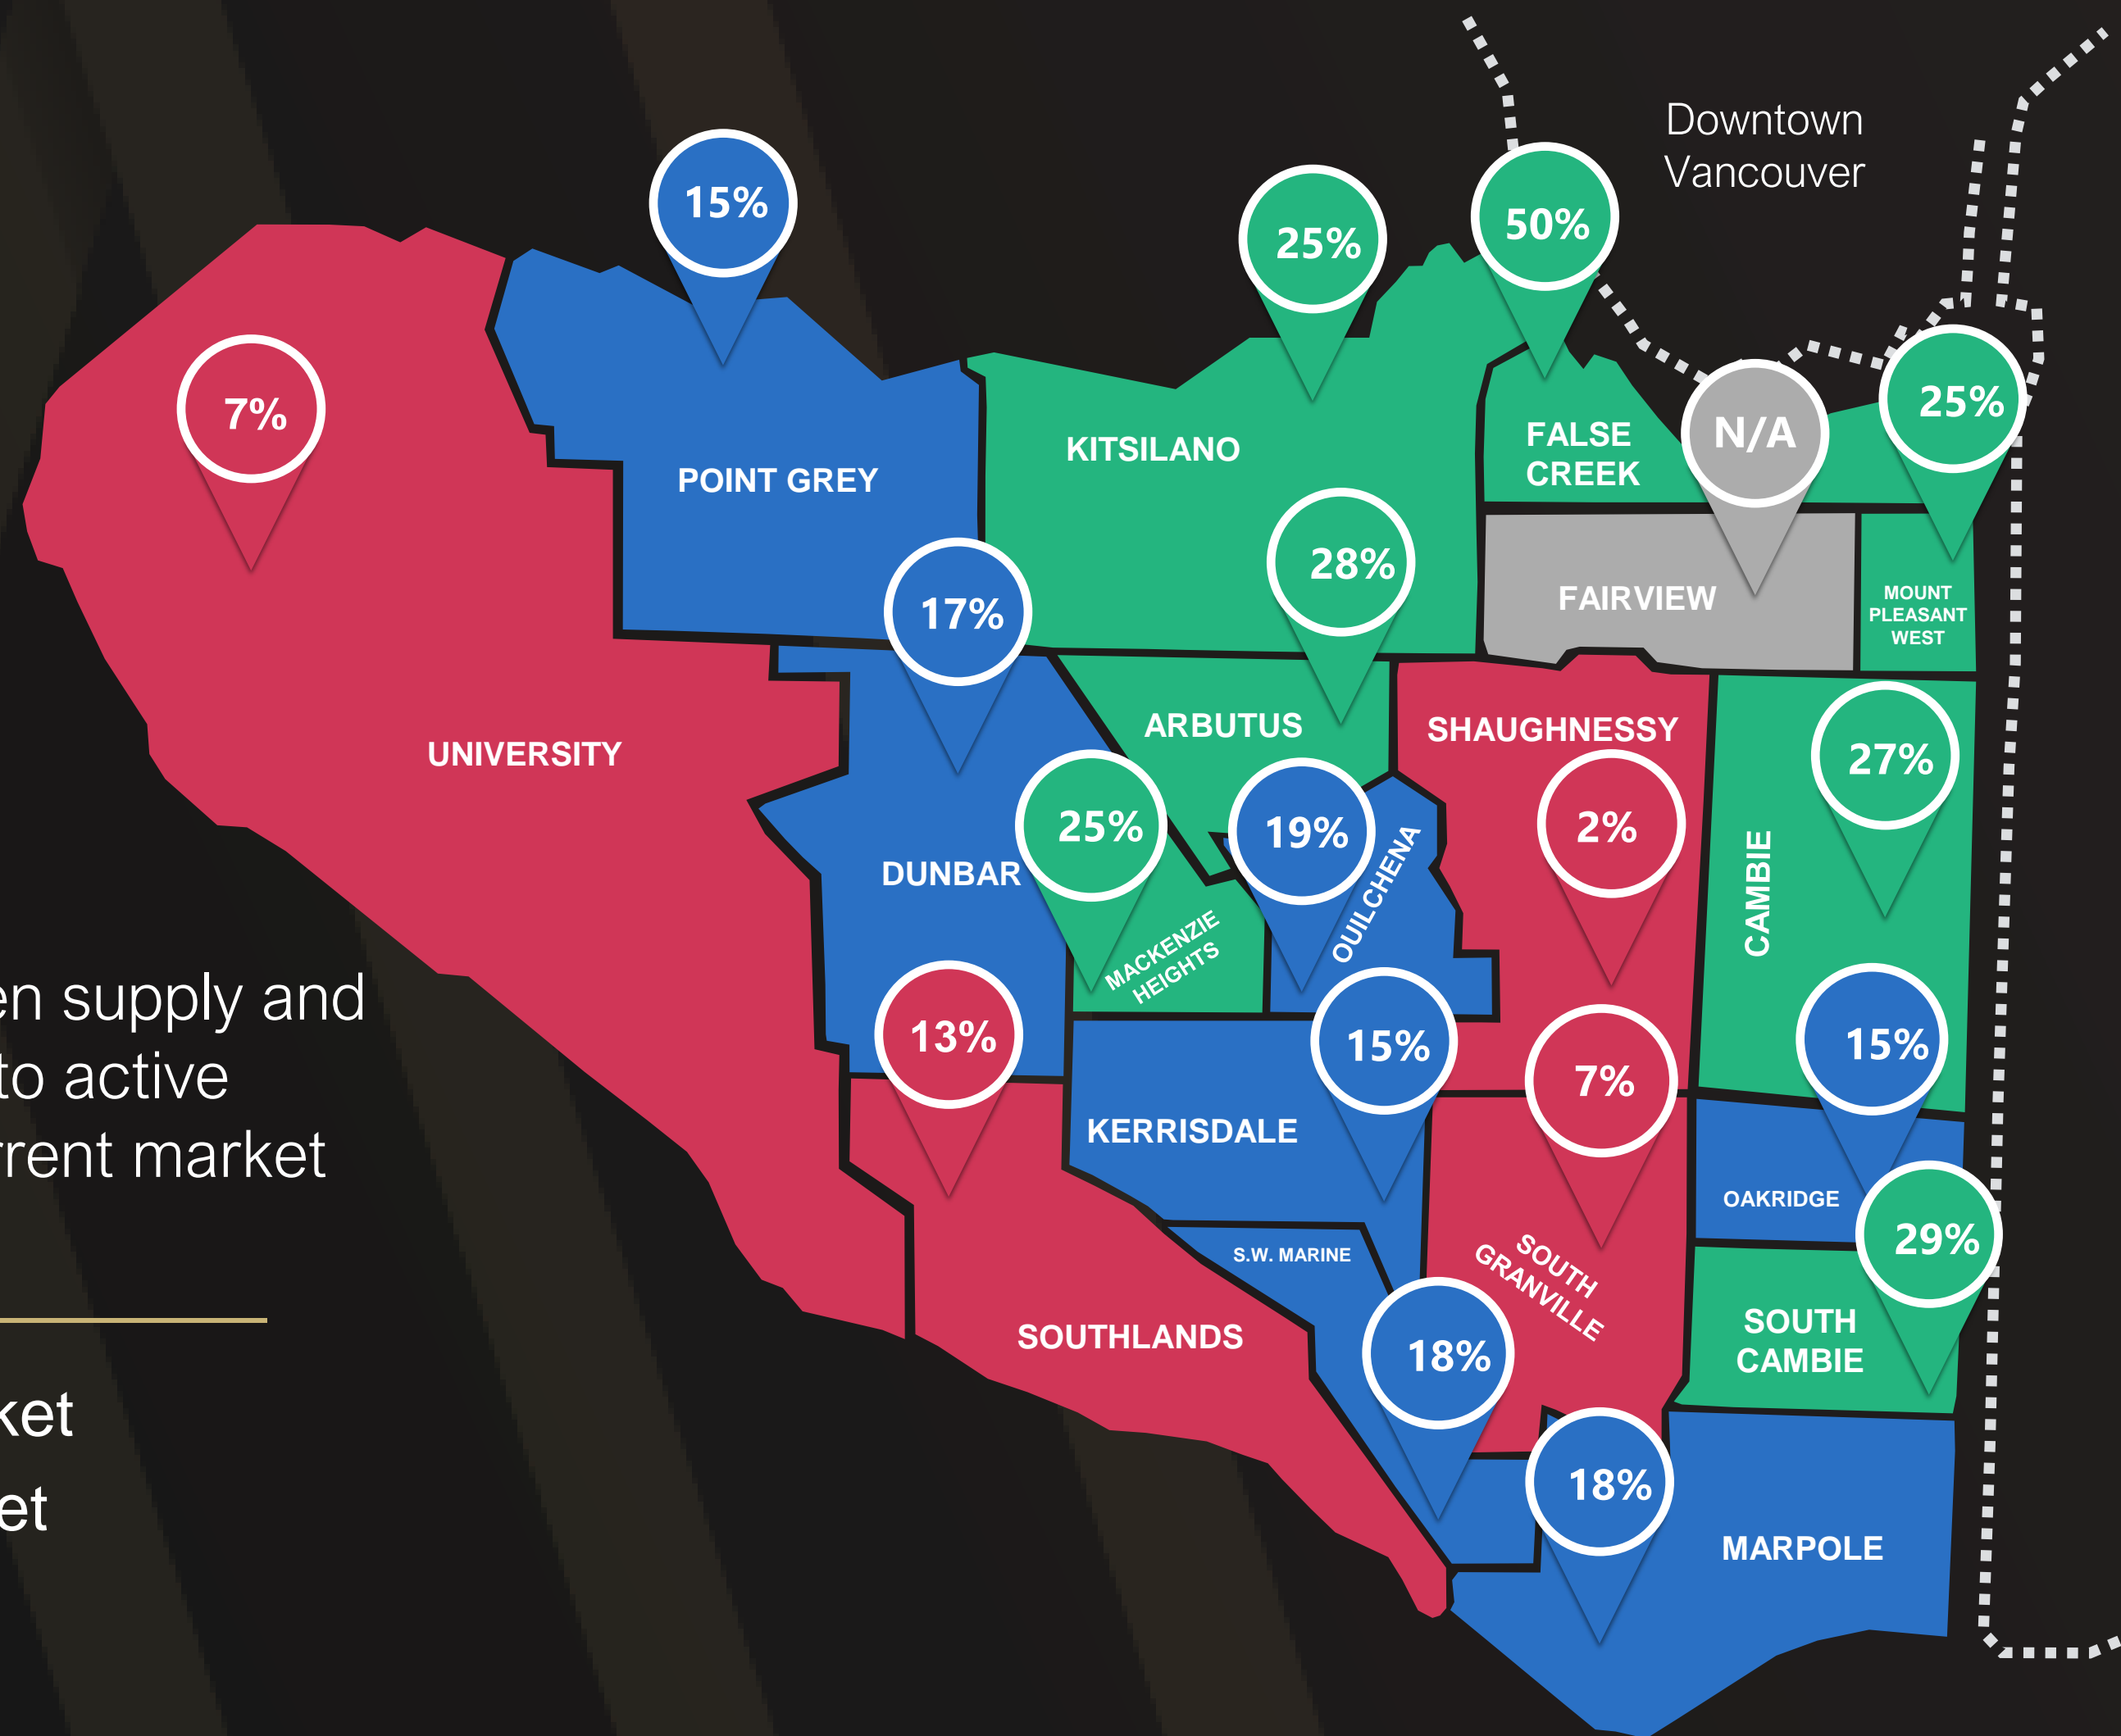 Downtown
Vancouver
15%
25%
50%
7%
N/A
25%
POINT GREY
KITSILANO
FALSE
CREEK
17%
28%
FAIRVIEW
MOUNT
PLEASANT
WEST
UNIVERSITY
ARBUTUS
SHAUGHNESSY
27%
DUNBAR
25%
19%
2%
QUILCHENA
CAMBIE
MACKENZIE
HEIGHTS
13%
15%
7%
15%
en supply and
to active
rrent market
KERRISDALE
OAKRIDGE
29%
S.W. MARINE
SOUTH
GRANVILLE
SOUTHLANDS
18%
SOUTH
CAMBIE
ket
et
18%
MARPOLE